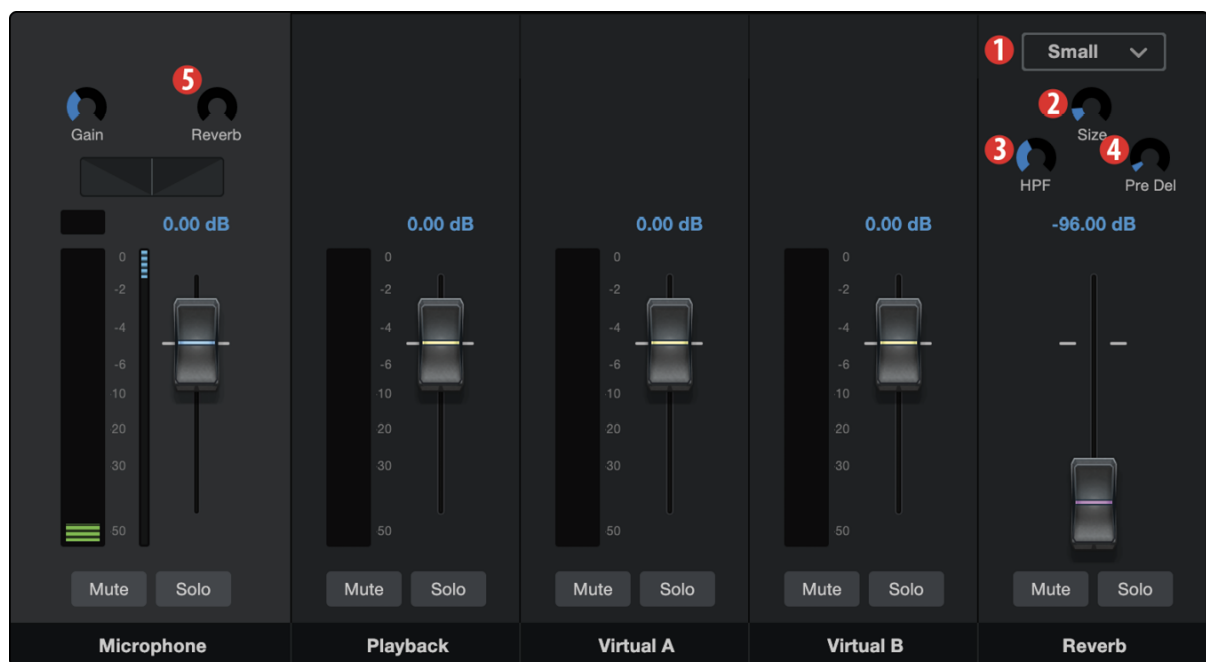 1 Small
5
2
Gain Reverb Size
3 4
HPF Pre Del
0.00 dB 0.00 dB 0.00 dB 0.00 dB -96.00 dB
0 0 0 0
-2 -2 -2 -2
-4 -4 -4 -4
-6 -6 -6 -6
-10 -10 -10 -10
20 20 20 20
30 30 30 30
50 50 50 50
Mute Solo Mute Solo Mute Solo Mute Solo Mute Solo
Microphone Playback Virtual A Virtual B Reverb